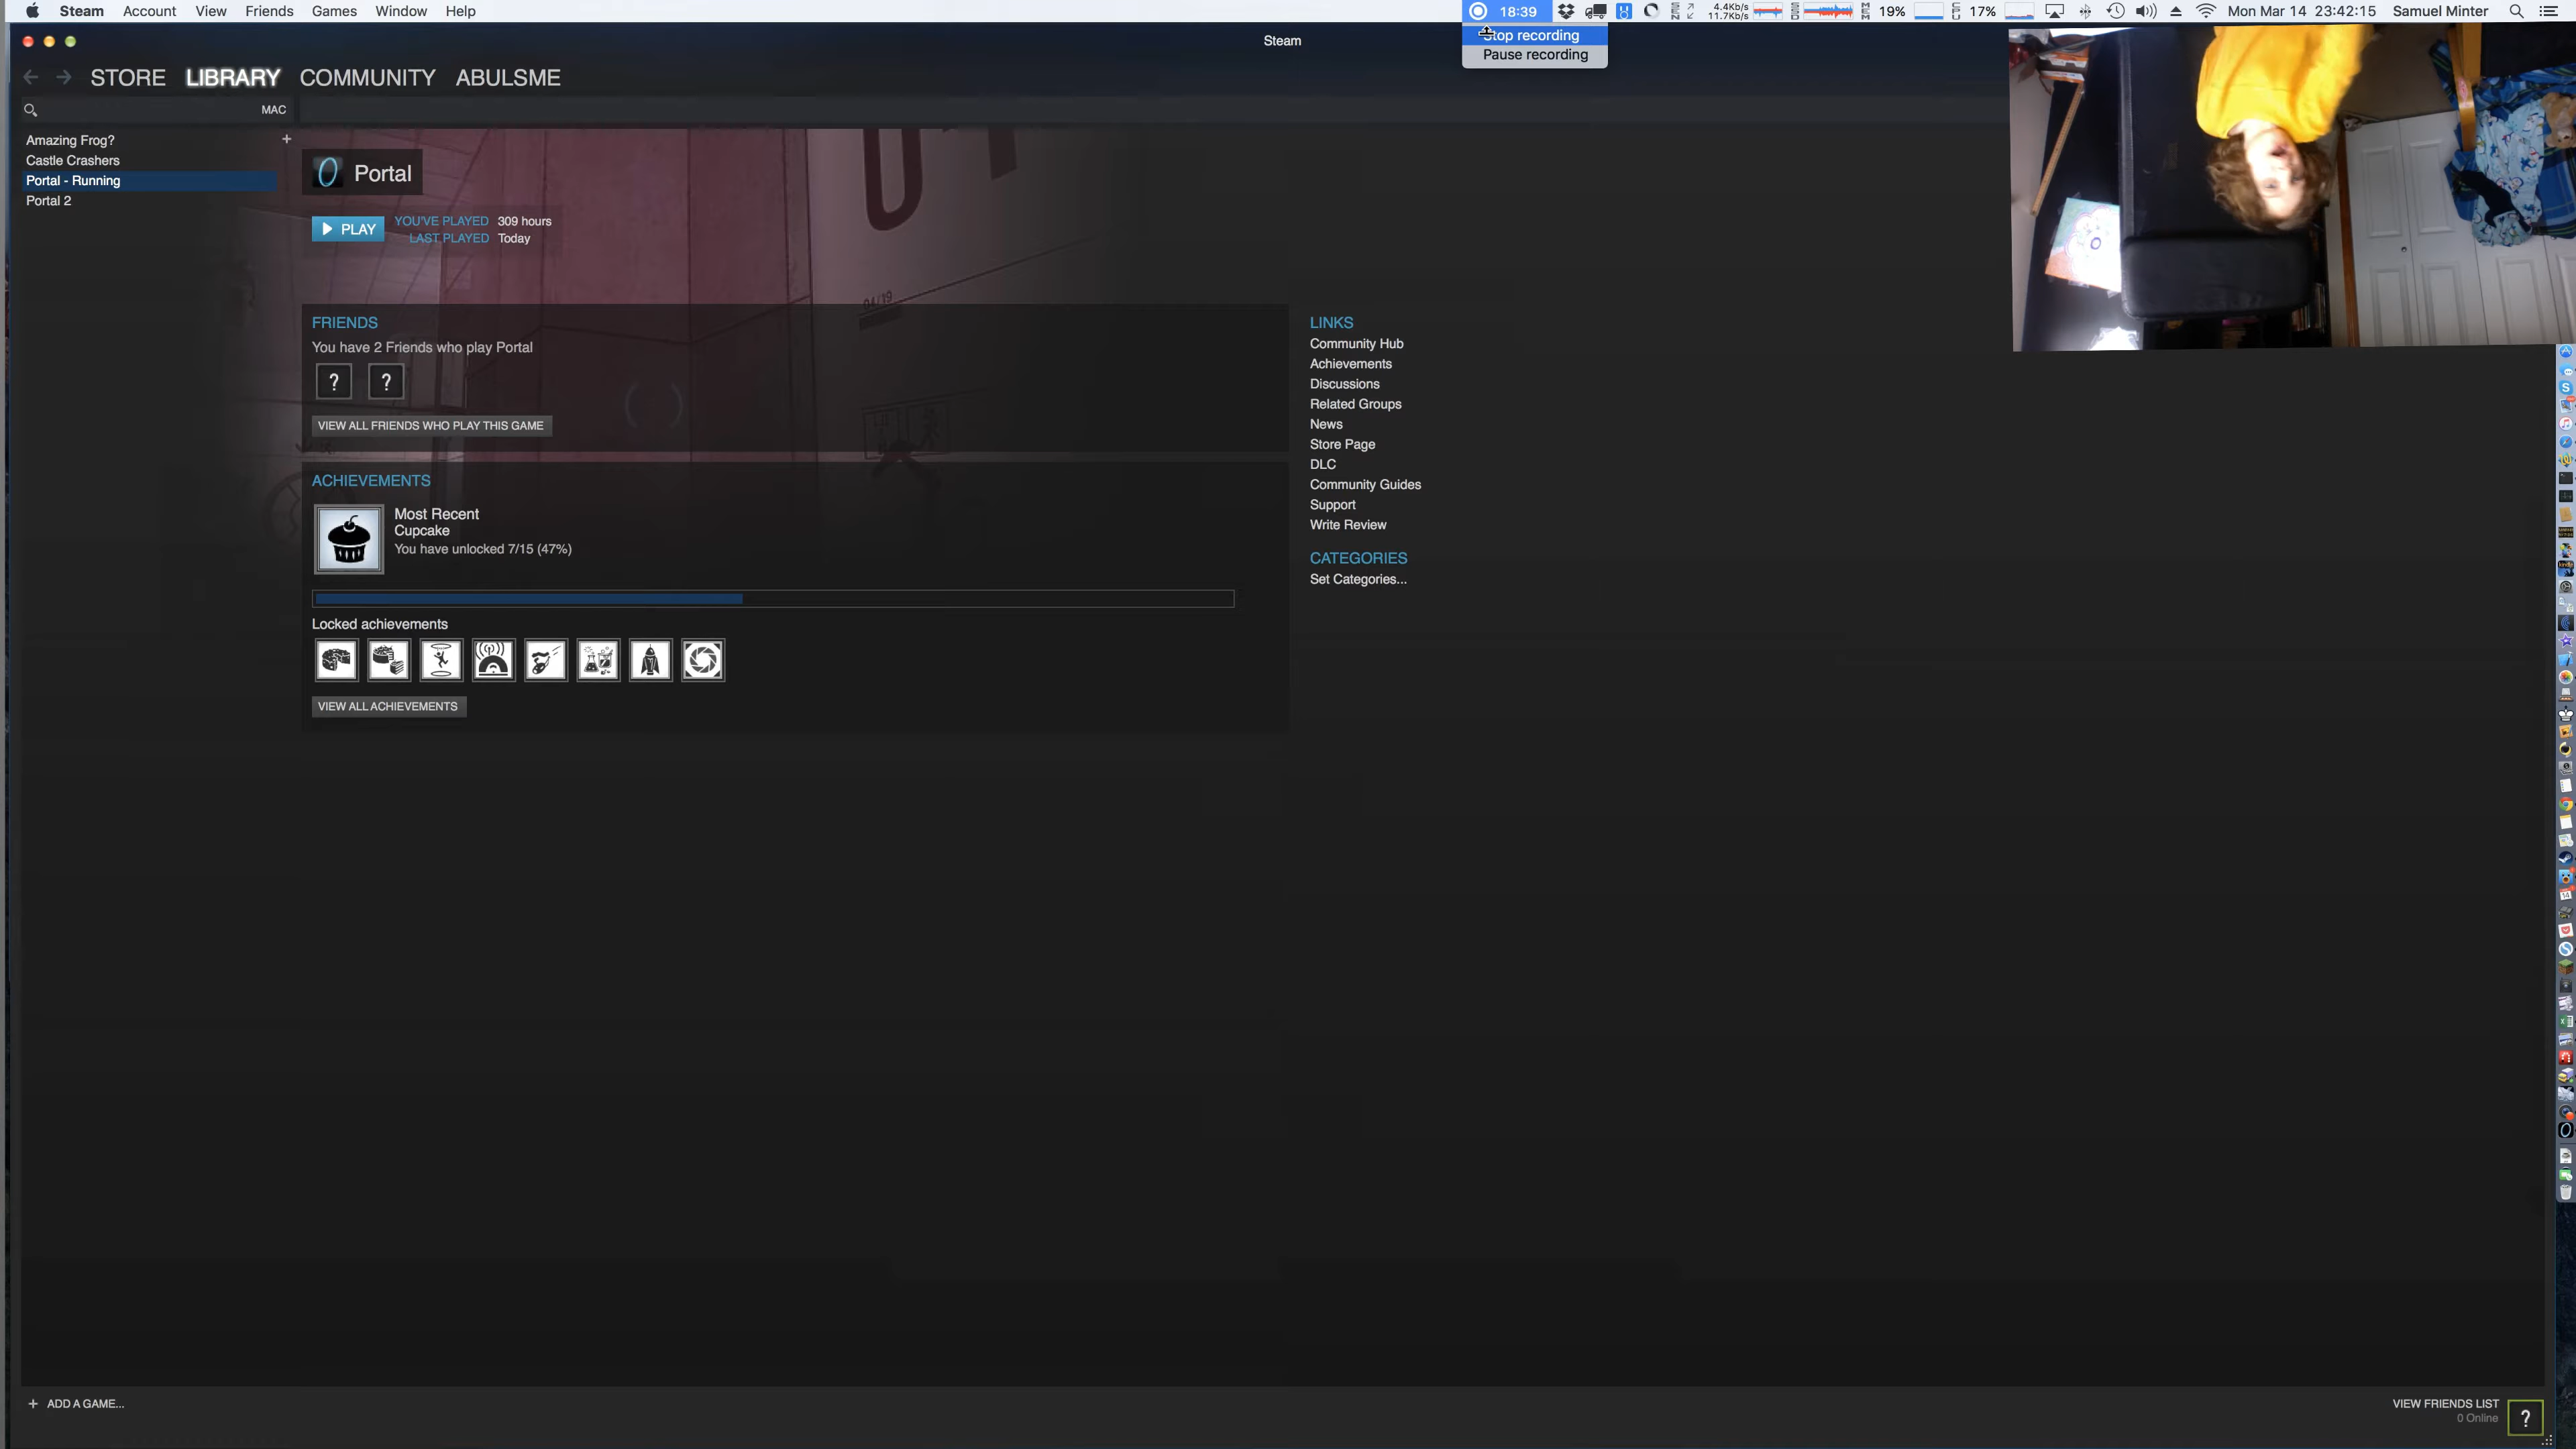 Steam Account View Friends Games Window Help 18:39 4.4Kb/s 11.7Kb/s 19% 17% Mon Mar 14 23:42:15 Samuel Minter
Stop recording
Pause recording
Steam
STORE LIBRARY COMMUNITY ABULSME
MAC
Amazing Frog?
Castle Crashers
Portal - Running
Portal 2
Portal
PLAY
YOU'VE PLAYED 309 hours
LAST PLAYED Today
FRIENDS
You have 2 Friends who play Portal
? ?
VIEW ALL FRIENDS WHO PLAY THIS GAME
ACHIEVEMENTS
Most Recent
Cupcake
You have unlocked 7/15 (47%)
Locked achievements
VIEW ALL ACHIEVEMENTS
LINKS
Community Hub
Achievements
Discussions
Related Groups
News
Store Page
DLC
Community Guides
Support
Write Review
CATEGORIES
Set Categories...
+ ADD A GAME...
VIEW FRIENDS LIST
0 Online
?